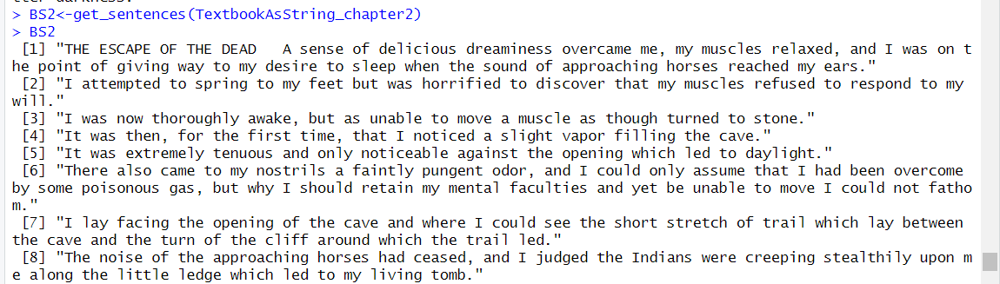 > BS2<-get_sentences(TextbookAsString_chapter2)
> BS2
[1] "THE ESCAPE OF THE DEAD   A sense of delicious dreaminess overcame me, my muscles relaxed, and I was on t
he point of giving way to my desire to sleep when the sound of approaching horses reached my ears."
[2] "I attempted to spring to my feet but was horrified to discover that my muscles refused to respond to my
will."
[3] "I was now thoroughly awake, but as unable to move a muscle as though turned to stone."
[4] "It was then, for the first time, that I noticed a slight vapor filling the cave."
[5] "It was extremely tenuous and only noticeable against the opening which led to daylight."
[6] "There also came to my nostrils a faintly pungent odor, and I could only assume that I had been overcome
by some poisonous gas, but why I should retain my mental faculties and yet be unable to move I could not fatho
m."
[7] "I lay facing the opening of the cave and where I could see the short stretch of trail which lay between
the cave and the turn of the cliff around which the trail led."
[8] "The noise of the approaching horses had ceased, and I judged the Indians were creeping stealthily upon m
e along the little ledge which led to my living tomb."